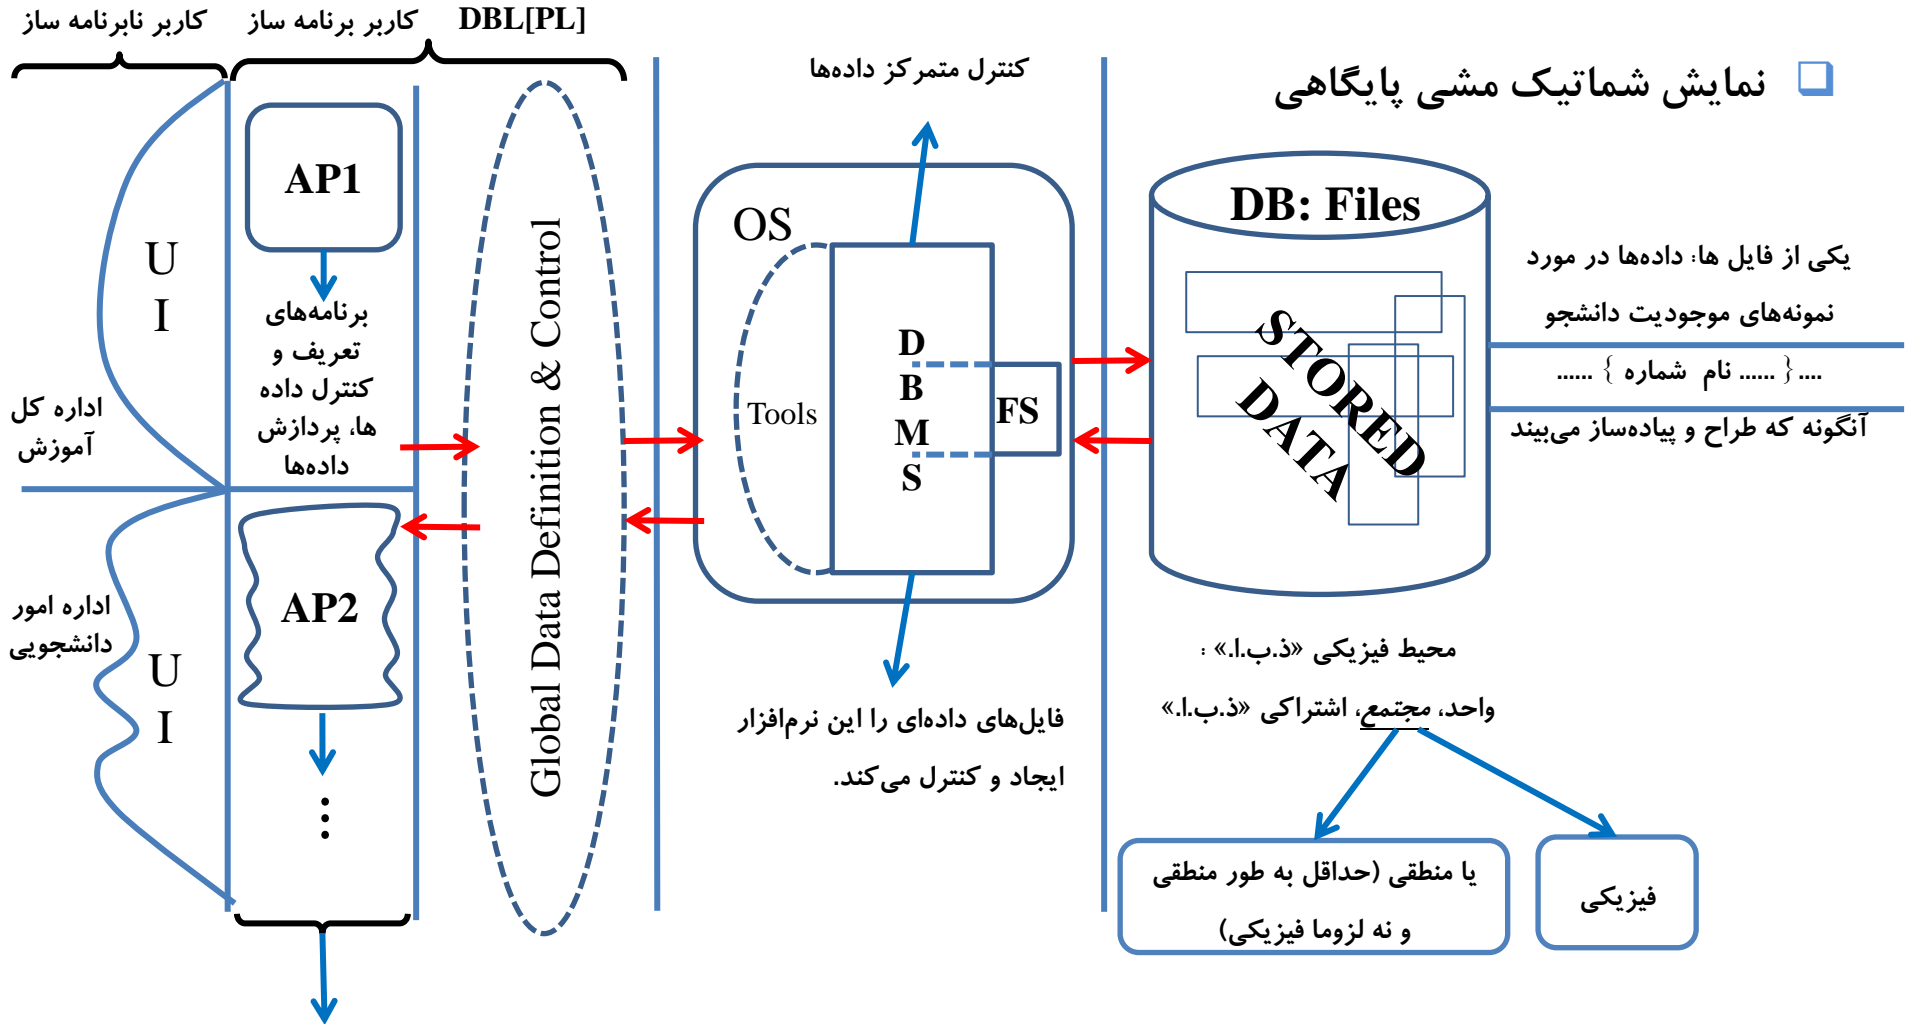 نمایش شماتیک مشی پایگاهی
کاربر نابرنامه ساز
کاربر برنامه ساز
DBL[PL]
کنترل متمرکز داده‌ها
UI
AP1
برنامه‌های
تعریف و
کنترل داده
ها، پردازش
داده‌ها
اداره کل
آموزش
AP2
اداره امور
دانشجویی
UI
...
Global Data Definition & Control
OS
Tools
DBMS
FS
فایل‌های داده‌ای را این نرم‌افزار
ایجاد و کنترل می‌کند.
DB: Files
STORED
DATA
یکی از فایل ها: داده‌ها در مورد
نمونه‌های موجودیت دانشجو
....{ ...... نام شماره } ......
آنگونه که طراح و پیاده‌ساز می‌بیند
محیط فیزیکی «ذ.ب.ا.» :
واحد، مجتمع، اشتراکی «ذ.ب.ا.»
یا منطقی (حداقل به طور منطقی
و نه لزوما فیزیکی)
فیزیکی